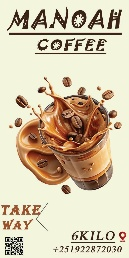 MANOAH
COFFEE
TAKE
WAY
6KILO
+251922872030